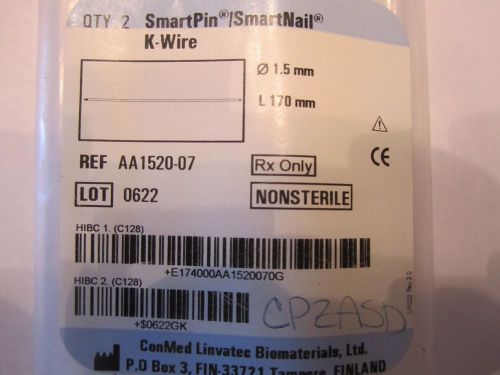 QTY 2 SmartPin®/SmartNail®
K-Wire
Ø 1.5 mm
L 170 mm
REF AA1520-07
Rx Only
CE
LOT 0622
NONSTERILE
HIBC 1. (C128)
+E174000AA1520070G
HIBC 2. (C128)
+$0622GK
CPZASD
ConMed Linvatec Biomaterials, Ltd.
P.O Box 3, FIN-33721 Tampere, FINLAND